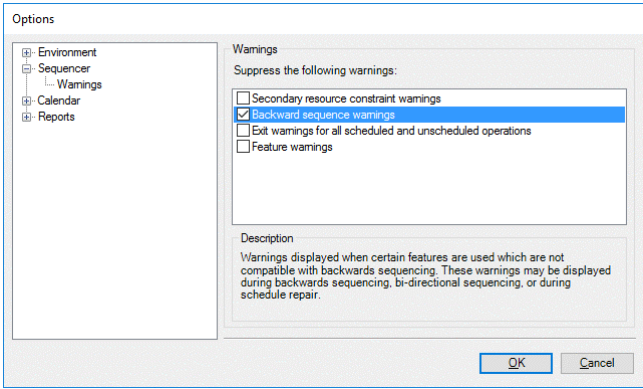 Options
Environment
Sequencer
Warnings
Calendar
Reports
Warnings
Suppress the following warnings:
Secondary resource constraint warnings
Backward sequence warnings
Exit warnings for all scheduled and unscheduled operations
Feature warnings
Description
Warnings displayed when certain features are used which are not
compatible with backwards sequencing. These warnings may be displayed
during backwards sequencing, bi-directional sequencing, or during
schedule repair.
OK
Cancel